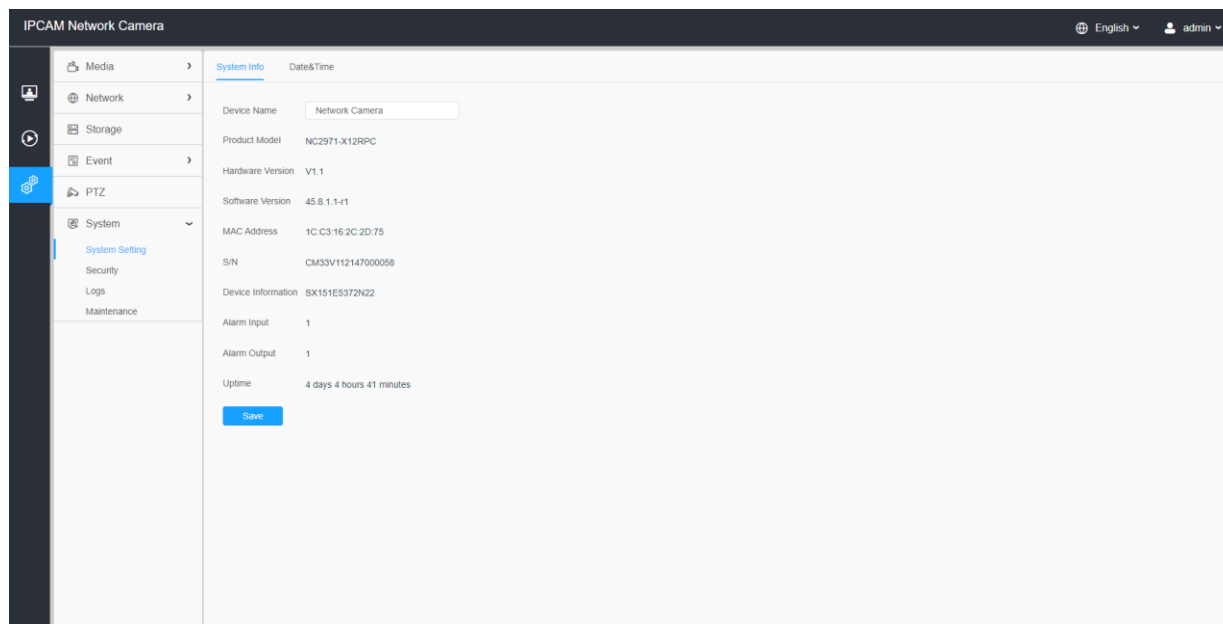 IPCAM Network Camera
English
admin
Media
Network
Storage
Event
PTZ
System
System Setting
Security
Logs
Maintenance
System Info Date&Time
Device Name Network Camera
Product Model NC2971-X12RPC
Hardware Version V1.1
Software Version 45.8.1.1-r1
MAC Address 1C:C3:16:2C:2D:75
S/N CM33V112147000058
Device Information SX151E5372N22
Alarm Input 1
Alarm Output 1
Uptime 4 days 4 hours 41 minutes
Save